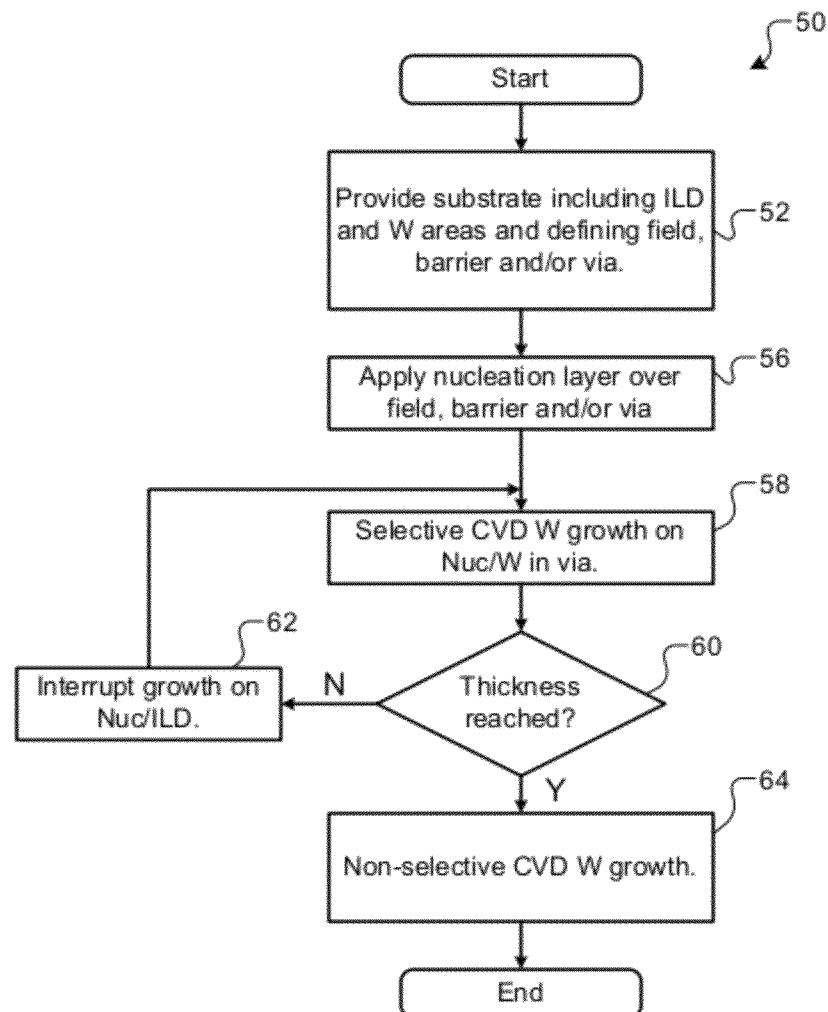 50
Start
Provide substrate including ILD
and W areas and defining field,
barrier and/or via.
52
Apply nucleation layer over
field, barrier and/or via
56
Selective CVD W growth on
Nuc/W in via.
58
Thickness
reached?
60
N
Interrupt growth on
Nuc/ILD.
62
Y
Non-selective CVD W growth.
64
End